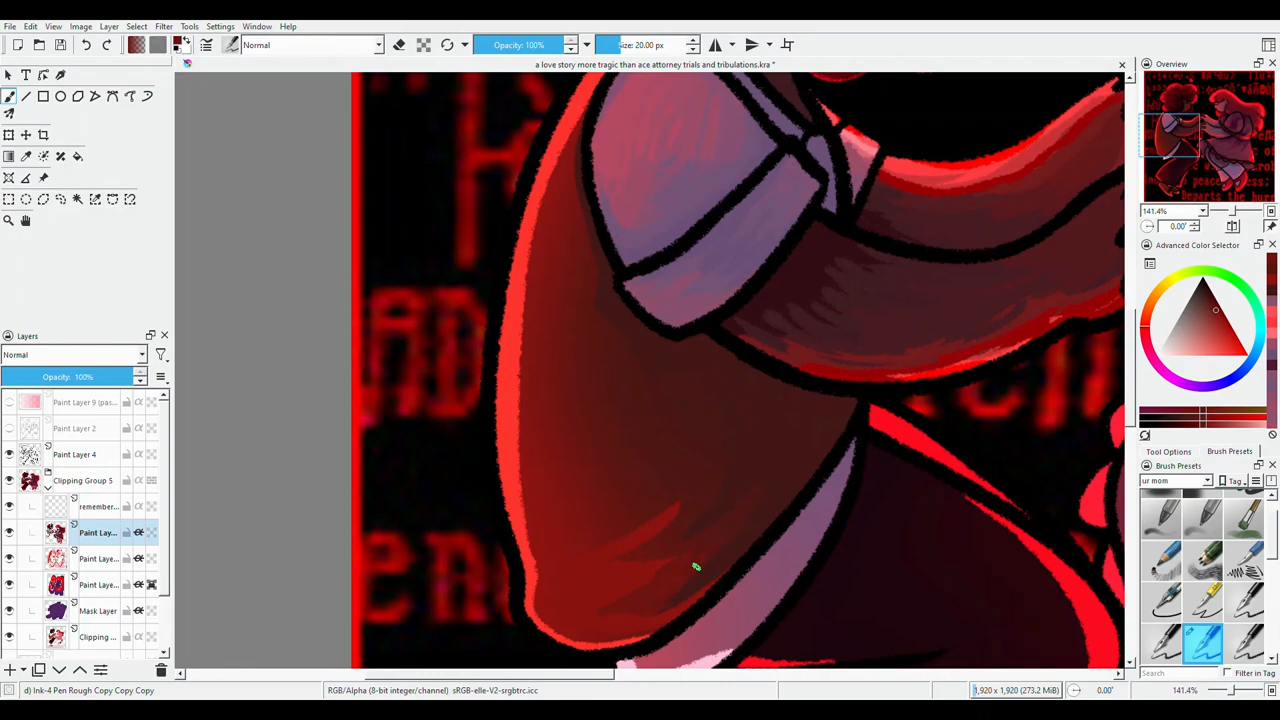 File Edit View Image Layer Select Filter Tools Settings Window Help
Normal Opacity: 100% Size: 20.00 px
a love story more tragic than ace attorney trials and tribulations.kra *
Overview
141.4%
0.00°
Advanced Color Selector
Layers
Normal
Opacity: 100%
Paint Layer 9 (pas...
Paint Layer 2
Paint Layer 4
Clipping Group 5
remember...
Paint Lay...
Paint Laye...
Paint Laye...
Mask Layer
Clipping ...
Tool Options Brush Presets
Brush Presets
ur mom Tag
Search Filter in Tag
d) Ink-4 Pen Rough Copy Copy Copy RGB/Alpha (8-bit integer/channel) sRGB-elle-V2-srgbtrc.icc 1,920 x 1,920 (273.2 MiB) 0.00° 141.4%